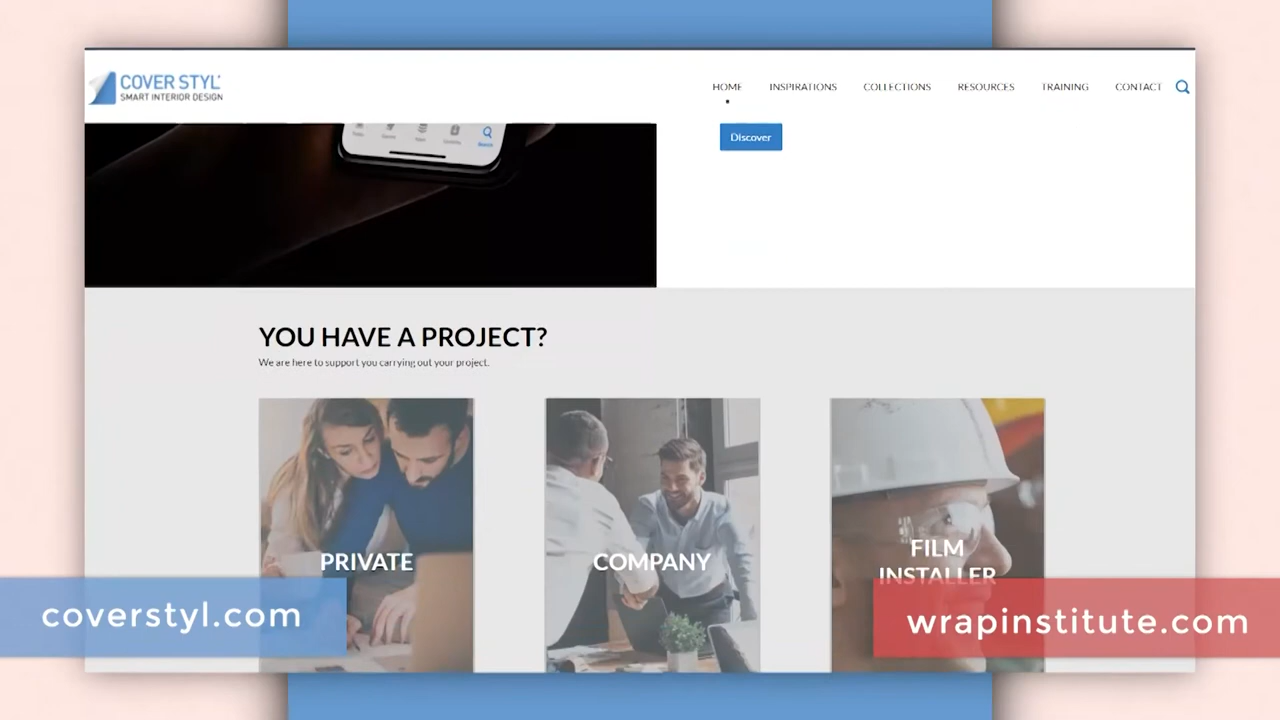 COVER STYL'
SMART INTERIOR DESIGN
HOME INSPIRATIONS COLLECTIONS RESOURCES TRAINING CONTACT
Discover
YOU HAVE A PROJECT?
We are here to support you carrying out your project.
PRIVATE
COMPANY
FILM
INSTALLER
coverstyl.com
wrapinstitute.com